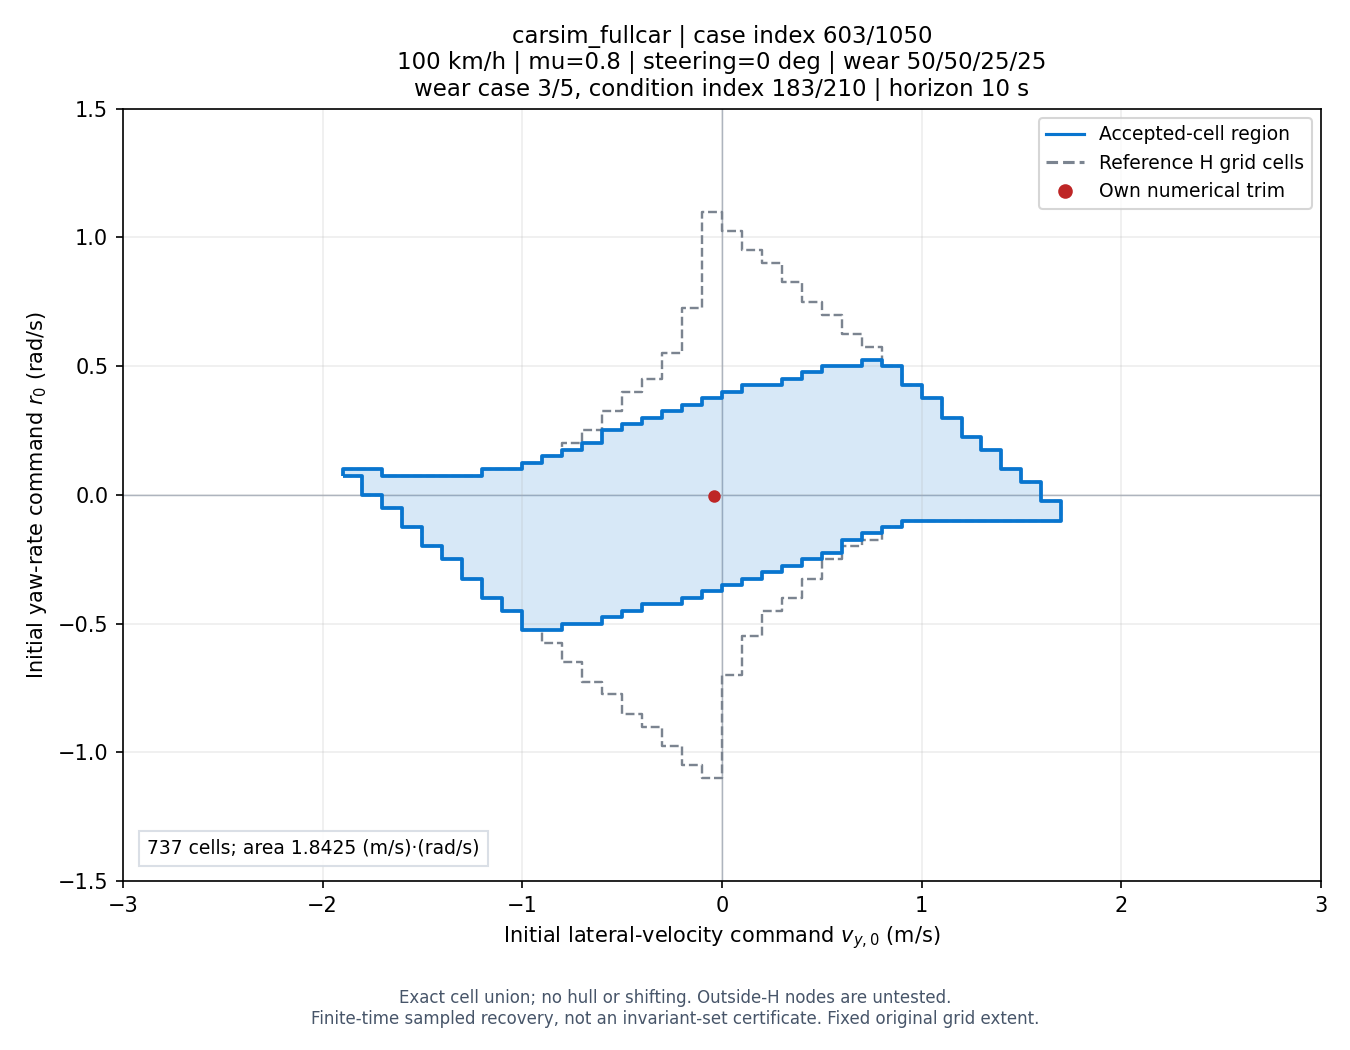 carsim_fullcar | case index 603/1050
100 km/h | mu=0.8 | steering=0 deg | wear 50/50/25/25
wear case 3/5, condition index 183/210 | horizon 10 s
Accepted-cell region
Reference H grid cells
Own numerical trim
1.5
1.0
0.5
0.0
−0.5
−1.0
−1.5
Initial yaw-rate command r₀ (rad/s)
737 cells; area 1.8425 (m/s)·(rad/s)
−3
−2
−1
0
1
2
3
Initial lateral-velocity command v_{y,0} (m/s)
Exact cell union; no hull or shifting. Outside-H nodes are untested.
Finite-time sampled recovery, not an invariant-set certificate. Fixed original grid extent.